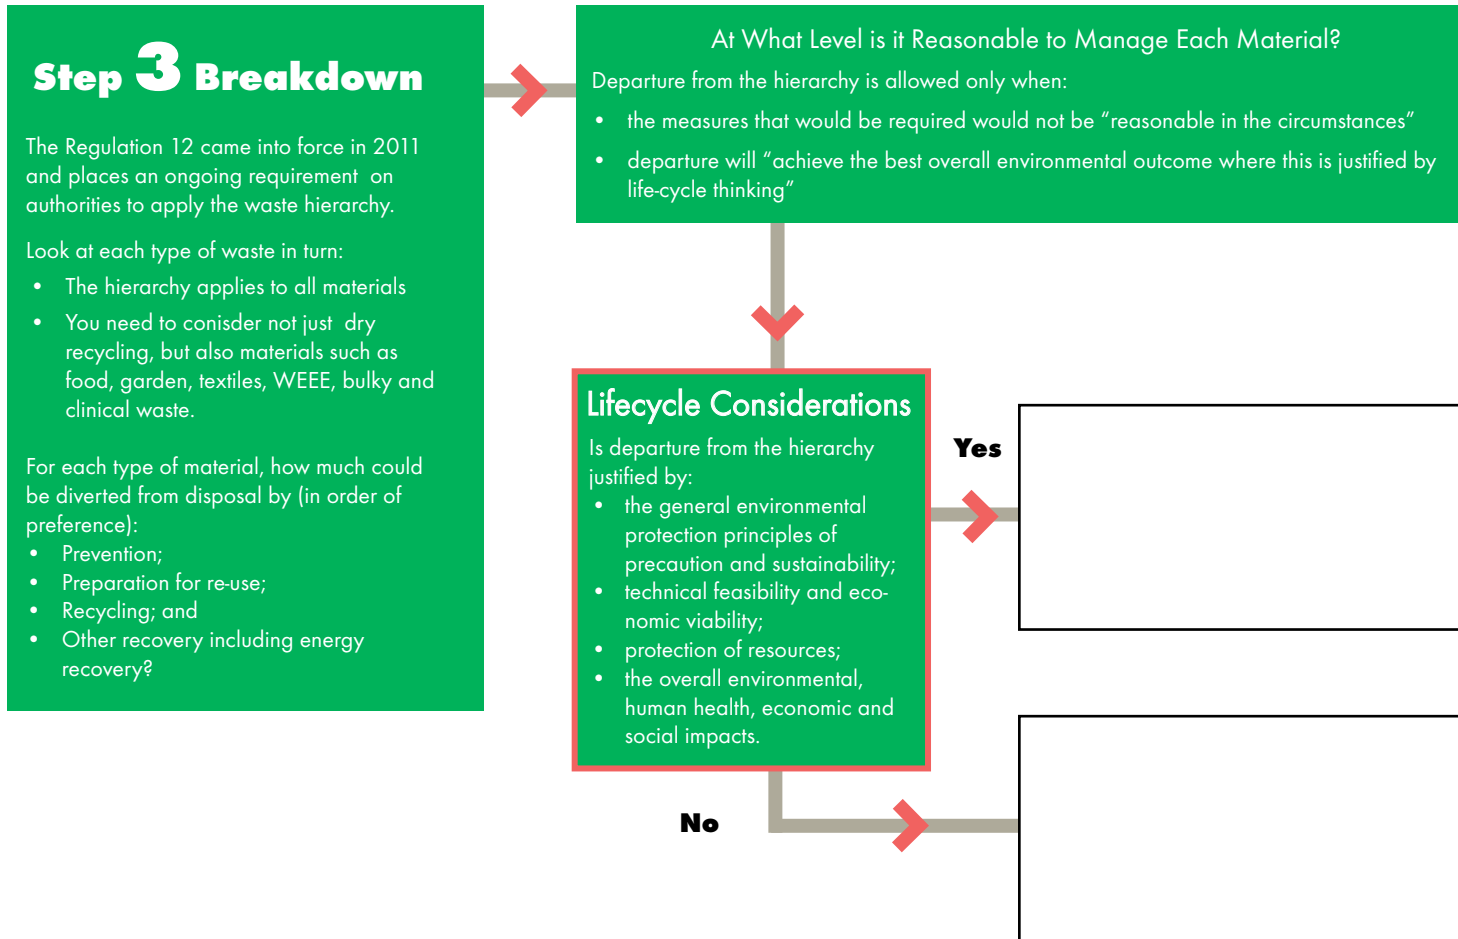 Step 3 Breakdown
The Regulation 12 came into force in 2011
and places an ongoing requirement on
authorities to apply the waste hierarchy.
Look at each type of waste in turn:
• The hierarchy applies to all materials
• You need to conisder not just dry
recycling, but also materials such as
food, garden, textiles, WEEE, bulky and
clinical waste.
For each type of material, how much could
be diverted from disposal by (in order of
preference):
• Prevention;
• Preparation for re-use;
• Recycling; and
• Other recovery including energy
recovery?
At What Level is it Reasonable to Manage Each Material?
Departure from the hierarchy is allowed only when:
• the measures that would be required would not be “reasonable in the circumstances”
• departure will “achieve the best overall environmental outcome where this is justified by
life-cycle thinking”
Lifecycle Considerations
Is departure from the hierarchy
justified by:
• the general environmental
protection principles of
precaution and sustainability;
• technical feasibility and eco-
nomic viability;
• protection of resources;
• the overall environmental,
human health, economic and
social impacts.
Yes
No